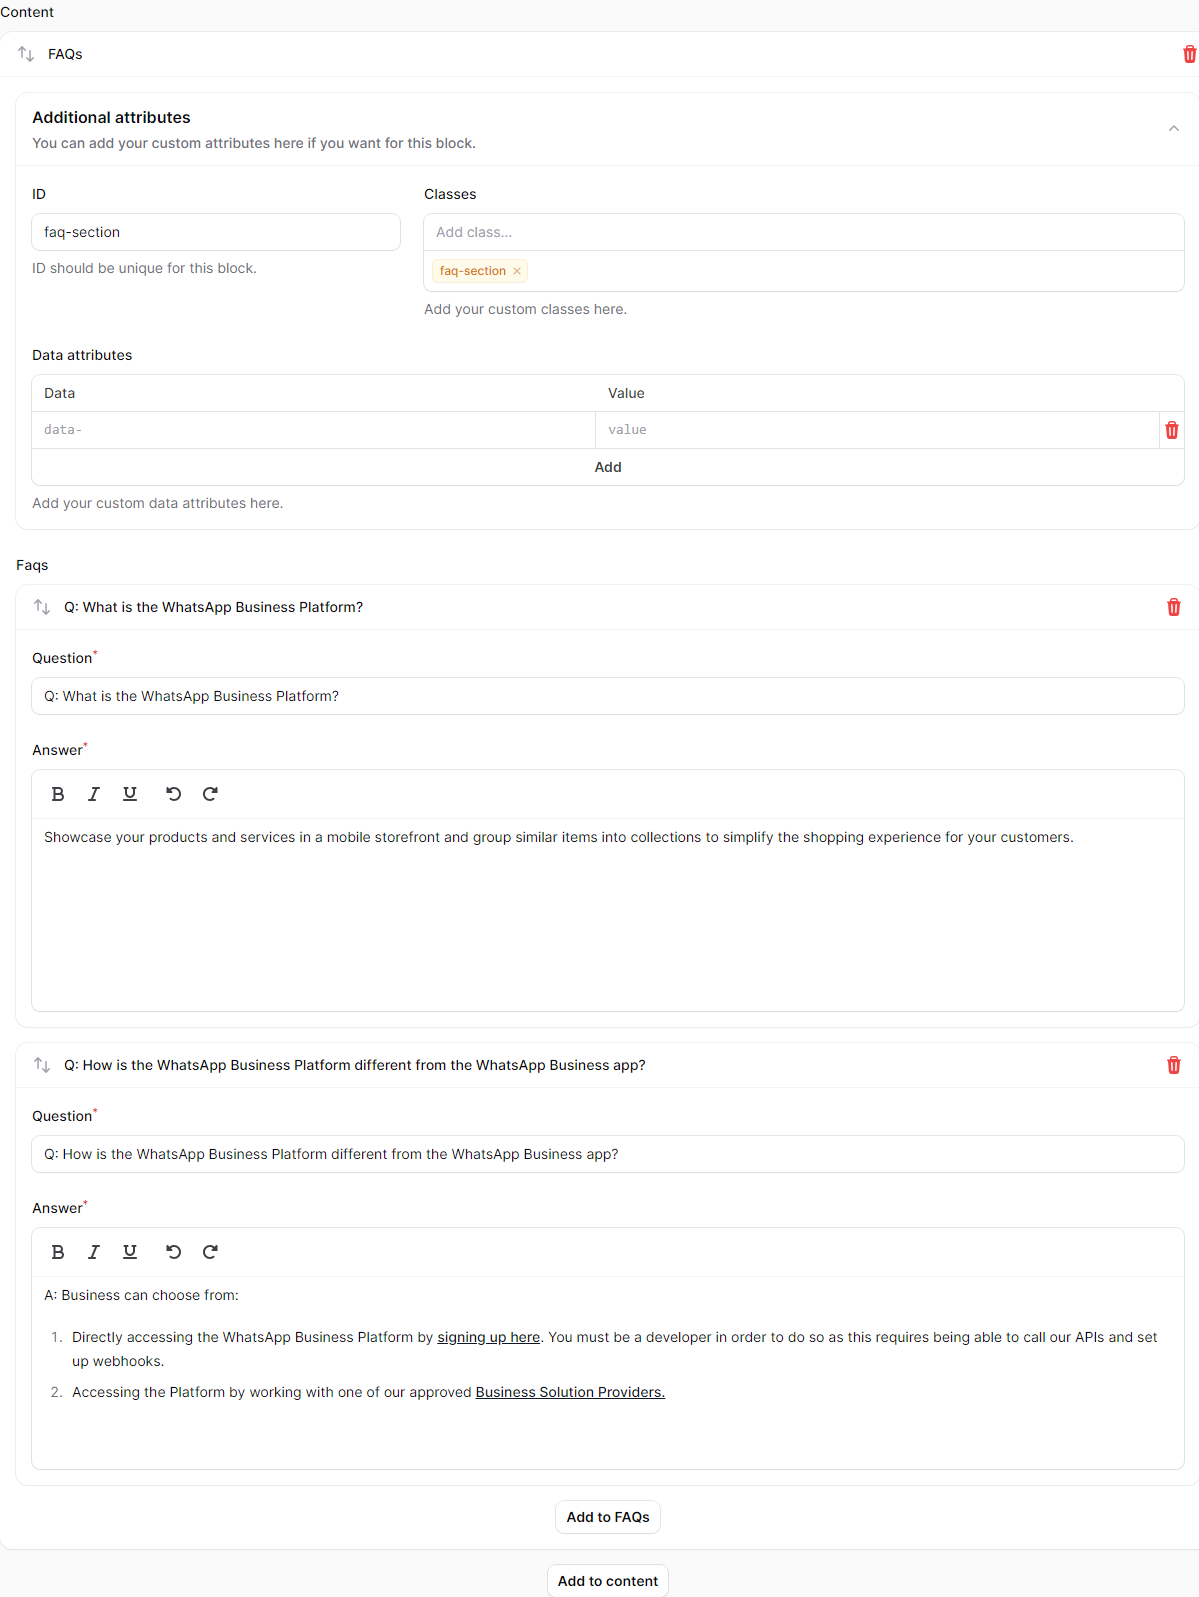 Content
FAQs
Additional attributes
You can add your custom attributes here if you want for this block.
ID
Classes
faq-section
Add class...
faq-section ×
ID should be unique for this block.
Add your custom classes here.
Data attributes
Data Value
data- value
Add
Add your custom data attributes here.
Faqs
Q: What is the WhatsApp Business Platform?
Question*
Q: What is the WhatsApp Business Platform?
Answer*
B I U
Showcase your products and services in a mobile storefront and group similar items into collections to simplify the shopping experience for your customers.
Q: How is the WhatsApp Business Platform different from the WhatsApp Business app?
Question*
Q: How is the WhatsApp Business Platform different from the WhatsApp Business app?
Answer*
B I U
A: Business can choose from:
1. Directly accessing the WhatsApp Business Platform by signing up here. You must be a developer in order to do so as this requires being able to call our APIs and set
up webhooks.
2. Accessing the Platform by working with one of our approved Business Solution Providers.
Add to FAQs
Add to content